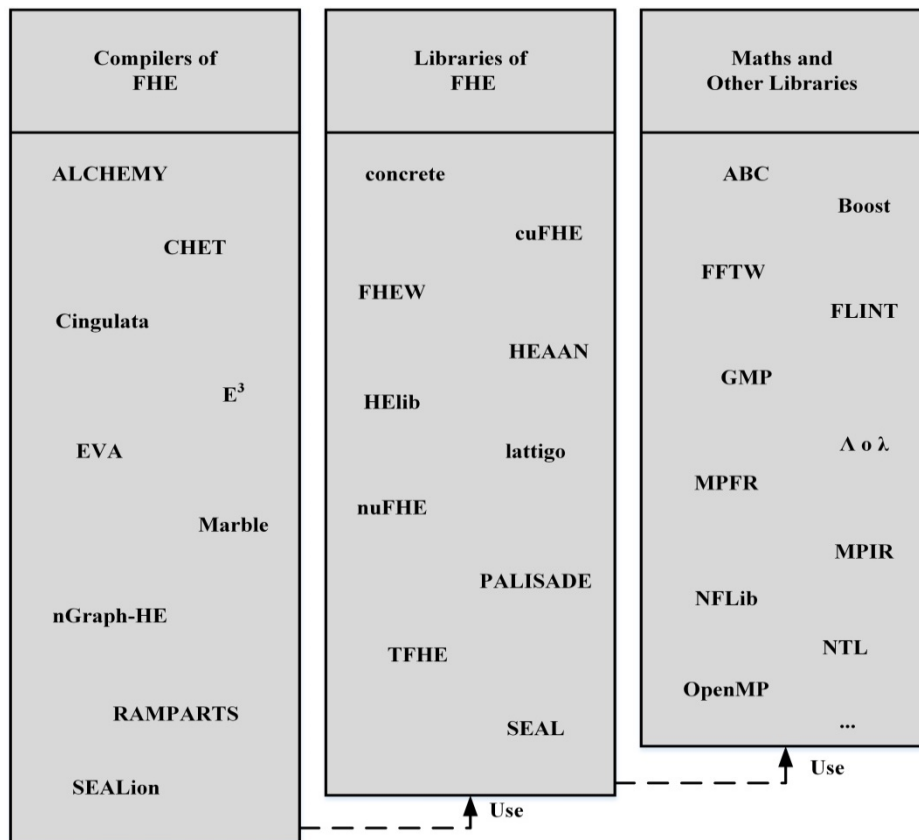 Compilers of
FHE
ALCHEMY
CHET
Cingulata
E³
EVA
Marble
nGraph-HE
RAMPARTS
SEALion
Libraries of
FHE
concrete
cuFHE
FHEW
HEAAN
HElib
lattigo
nuFHE
PALISADE
TFHE
SEAL
Use
Maths and
Other Libraries
ABC
Boost
FFTW
FLINT
GMP
Λ o λ
MPFR
MPIR
NFLib
NTL
OpenMP
...
Use